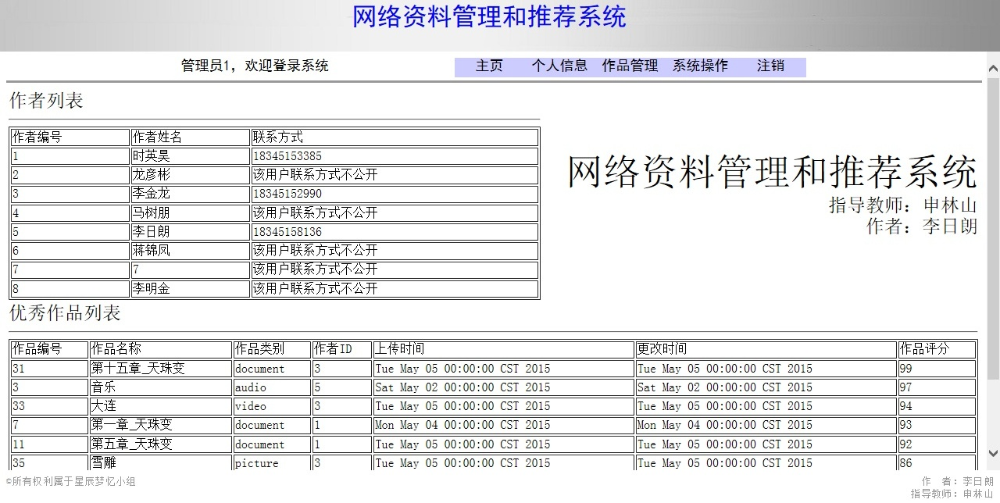 网络资料管理和推荐系统
管理员1，欢迎登录系统 主页 个人信息 作品管理 系统操作 注销
作者列表
作者编号 作者姓名 联系方式
1 时英昊 18345153385
2 龙彦彬 该用户联系方式不公开
3 李金龙 18345152990
4 马树朋 该用户联系方式不公开
5 李日朗 18345158136
6 蒋锦凤 该用户联系方式不公开
7 7 该用户联系方式不公开
8 李明金 该用户联系方式不公开
网络资料管理和推荐系统
指导教师：申林山
作者：李日朗
优秀作品列表
作品编号 作品名称 作品类别 作者ID 上传时间 更改时间 作品评分
31 第十五章_天珠变 document 3 Tue May 05 00:00:00 CST 2015 Tue May 05 00:00:00 CST 2015 99
3 音乐 audio 5 Sat May 02 00:00:00 CST 2015 Sat May 02 00:00:00 CST 2015 97
33 大连 video 3 Tue May 05 00:00:00 CST 2015 Tue May 05 00:00:00 CST 2015 94
7 第一章_天珠变 document 1 Mon May 04 00:00:00 CST 2015 Mon May 04 00:00:00 CST 2015 93
11 第五章_天珠变 document 1 Tue May 05 00:00:00 CST 2015 Tue May 05 00:00:00 CST 2015 92
35 雪雕 picture 3 Tue May 05 00:00:00 CST 2015 Tue May 05 00:00:00 CST 2015 86
©所有权利属于星辰梦忆小组
作 者：李日朗
指导教师：申林山